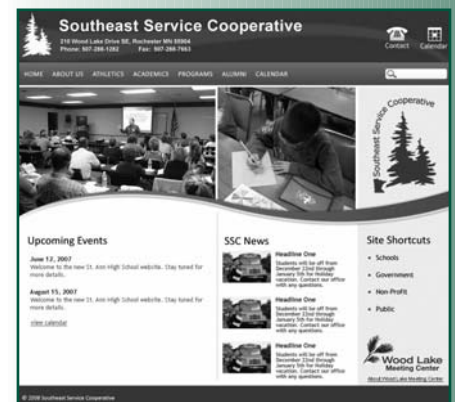 Southeast Service Cooperative
210 Wood Lake Drive SE, Rochester MN 55904
Phone: 507-288-1282 Fax: 507-288-7663
Contact
Calendar
HOME ABOUT US ATHLETICS ACADEMICS PROGRAMS ALUMNI CALENDAR
Southeast Service Cooperative
Upcoming Events
June 12, 2007
Welcome to the new St. Ann High School website. Stay tuned for
more details.
August 15, 2007
Welcome to the new St. Ann High School website. Stay tuned for
more details.
view calendar
SSC News
Headline One
Students will be off from
December 22nd through
January 5th for Holiday
vacation. Contact our office
with any questions.
Headline One
Students will be off from
December 22nd through
January 5th for Holiday
vacation. Contact our office
with any questions.
Headline One
Students will be off from
December 22nd through
January 5th for Holiday
vacation. Contact our office
with any questions.
Site Shortcuts
• Schools
• Government
• Non-Profit
• Public
Wood Lake
Meeting Center
About Wood Lake Meeting Center
© 2008 Southeast Service Cooperative